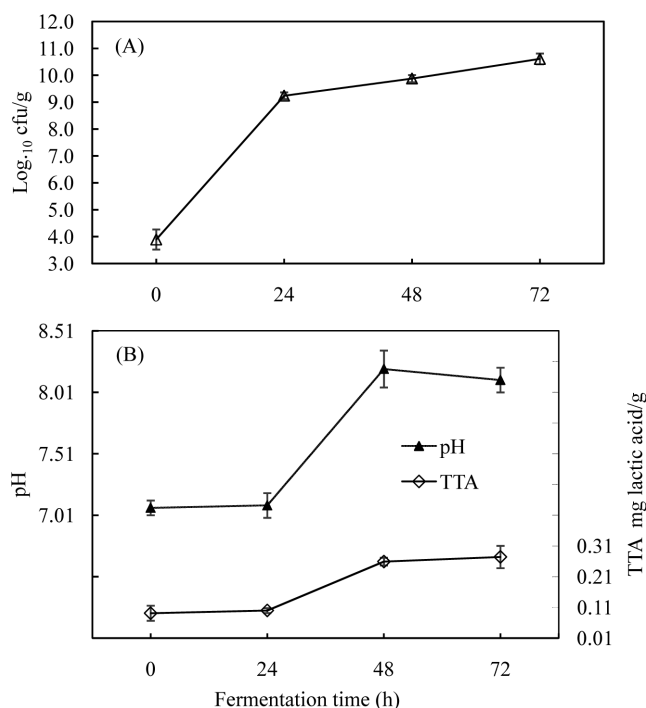 (A)
Log.₁₀ cfu/g
11.0
12.0
10.0
9.0
8.0
7.0
6.0
5.0
4.0
3.0
0 24 48 72
(B)
pH
8.51
8.01
7.51
7.01
pH
TTA
TTA mg lactic acid/g
0.31
0.21
0.11
0.01
0 24 48 72
Fermentation time (h)